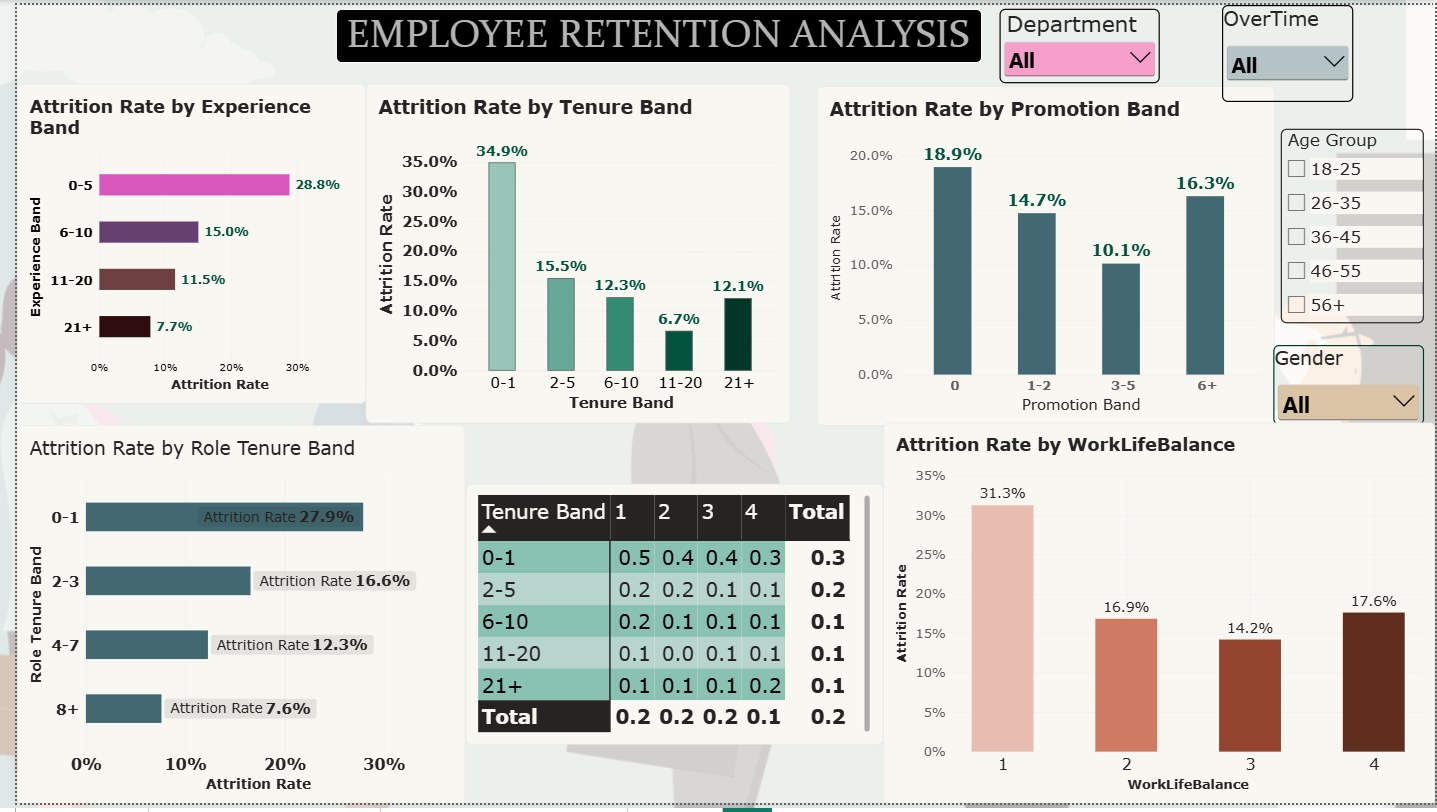 EMPLOYEE RETENTION ANALYSIS
Department
All
OverTime
All
Attrition Rate by Experience
Band
Experience Band
0-5
28.8%
6-10
15.0%
11-20
11.5%
21+
7.7%
0%
10%
20%
30%
Attrition Rate
Attrition Rate by Tenure Band
Attrition Rate
35.0%
30.0%
25.0%
20.0%
15.0%
10.0%
5.0%
0.0%
34.9%
15.5%
12.3%
6.7%
12.1%
0-1
2-5
6-10
11-20
21+
Tenure Band
Attrition Rate by Promotion Band
Attrition Rate
20.0%
15.0%
10.0%
5.0%
0.0%
18.9%
14.7%
10.1%
16.3%
0
1-2
3-5
6+
Promotion Band
Age Group
18-25
26-35
36-45
46-55
56+
Gender
All
Attrition Rate by Role Tenure Band
Role Tenure Band
0-1
Attrition Rate 27.9%
2-3
Attrition Rate 16.6%
4-7
Attrition Rate 12.3%
8+
Attrition Rate 7.6%
0%
10%
20%
30%
Attrition Rate
Tenure Band 1 2 3 4 Total
0-1 0.5 0.4 0.4 0.3 0.3
2-5 0.2 0.2 0.1 0.1 0.2
6-10 0.2 0.1 0.1 0.1 0.1
11-20 0.1 0.0 0.1 0.1 0.1
21+ 0.1 0.1 0.1 0.2 0.1
Total 0.2 0.2 0.2 0.1 0.2
Attrition Rate by WorkLifeBalance
Attrition Rate
35%
30%
25%
20%
15%
10%
5%
0%
31.3%
16.9%
14.2%
17.6%
1
2
3
4
WorkLifeBalance